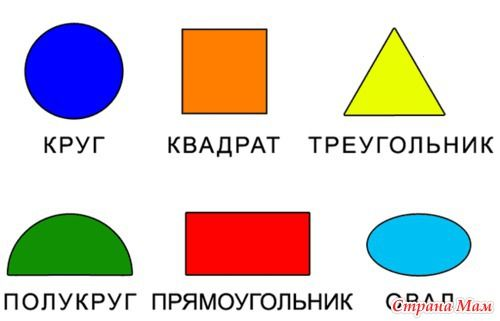 КРУГ КВАДРАТ ТРЕУГОЛЬНИК
ПОЛУКРУГ ПРЯМОУГОЛЬНИК ОВАЛ
Страна Мам